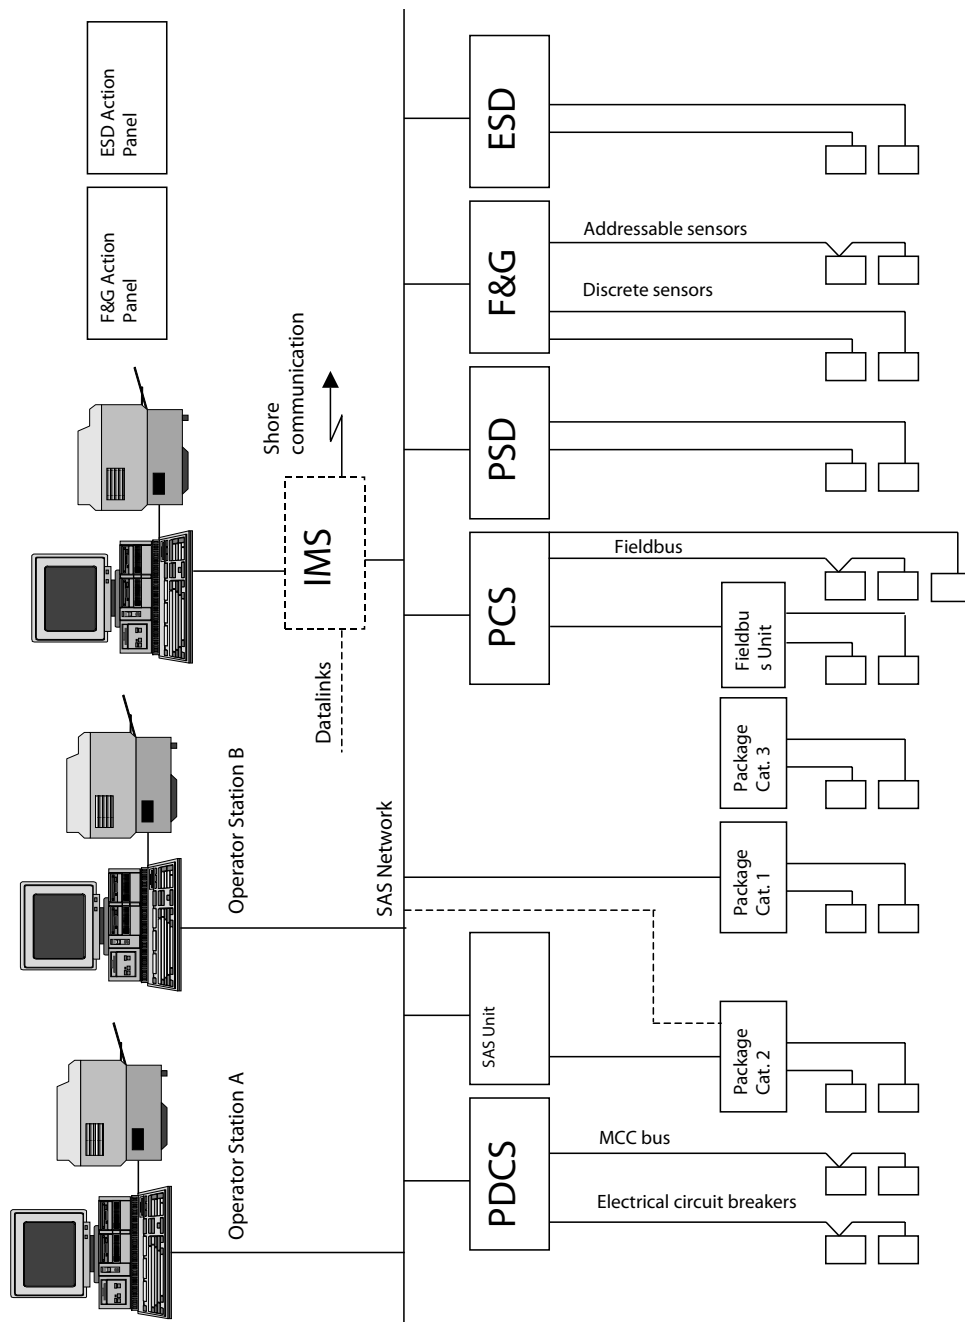 ESD Action
Panel
F&G Action
Panel
Shore
communication
IMS
Datalinks
Operator Station B
SAS Network
Operator Station A
ESD
F&G
Addressable sensors
Discrete sensors
PSD
PCS
Fieldbus
Fieldbu
s Unit
Package
Cat. 3
Package
Cat. 1
SAS Unit
Package
Cat. 2
PDCS
MCC bus
Electrical circuit breakers